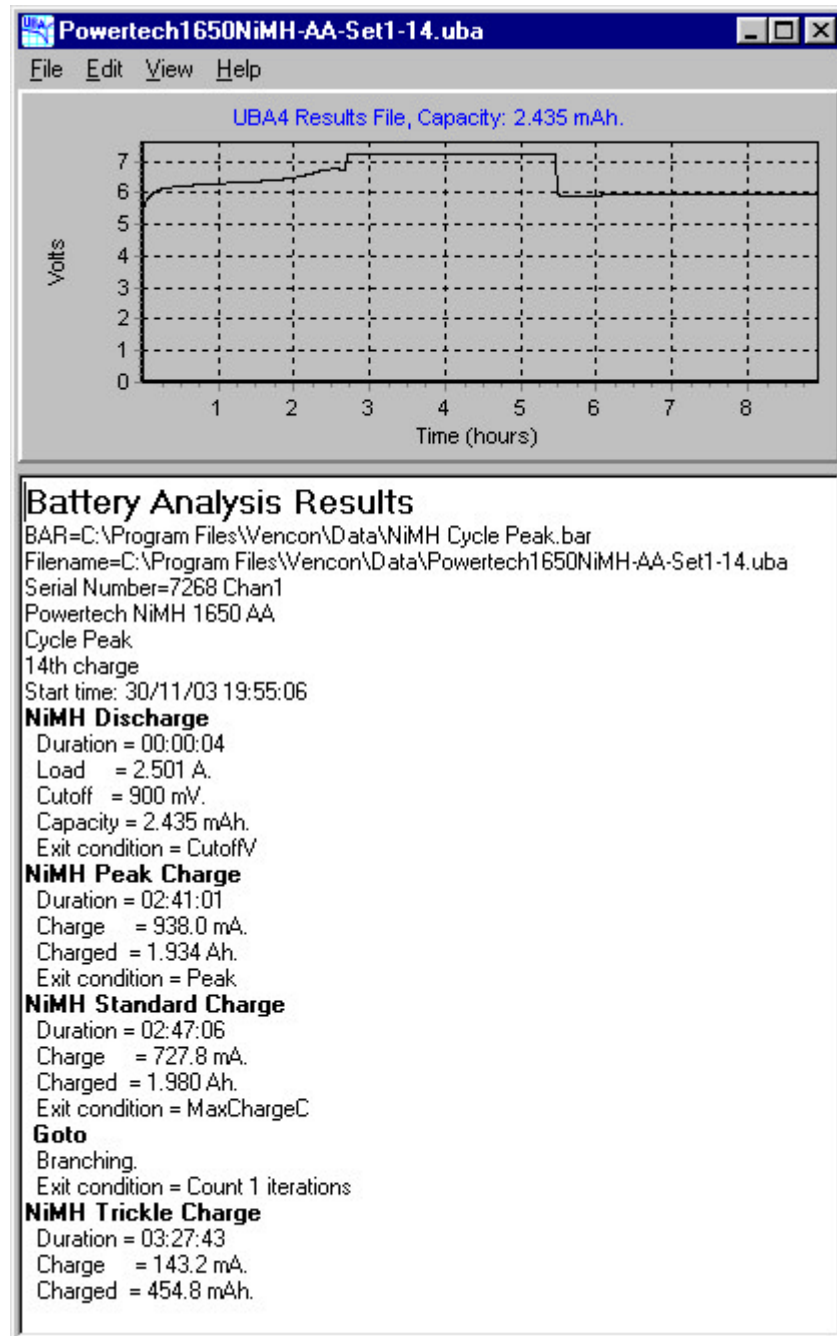 UBA
Powertech1650NiMH-AA-Set1-14.uba
File Edit View Help
UBA4 Results File, Capacity: 2.435 mAh.
7
6
5
4
3
2
1
0
Volts
1 2 3 4 5 6 7 8
Time (hours)
Battery Analysis Results
BAR=C:\Program Files\Vencon\Data\NiMH Cycle Peak.bar
Filename=C:\Program Files\Vencon\Data\Powertech1650NiMH-AA-Set1-14.uba
Serial Number=7268 Chan1
Powertech NiMH 1650 AA
Cycle Peak
14th charge
Start time: 30/11/03 19:55:06
NiMH Discharge
Duration = 00:00:04
Load = 2.501 A.
Cutoff = 900 mV.
Capacity = 2.435 mAh.
Exit condition = CutoffV
NiMH Peak Charge
Duration = 02:41:01
Charge = 938.0 mA.
Charged = 1.934 Ah.
Exit condition = Peak
NiMH Standard Charge
Duration = 02:47:06
Charge = 727.8 mA.
Charged = 1.980 Ah.
Exit condition = MaxChargeC
Goto
Branching.
Exit condition = Count 1 iterations
NiMH Trickle Charge
Duration = 03:27:43
Charge = 143.2 mA.
Charged = 454.8 mAh.